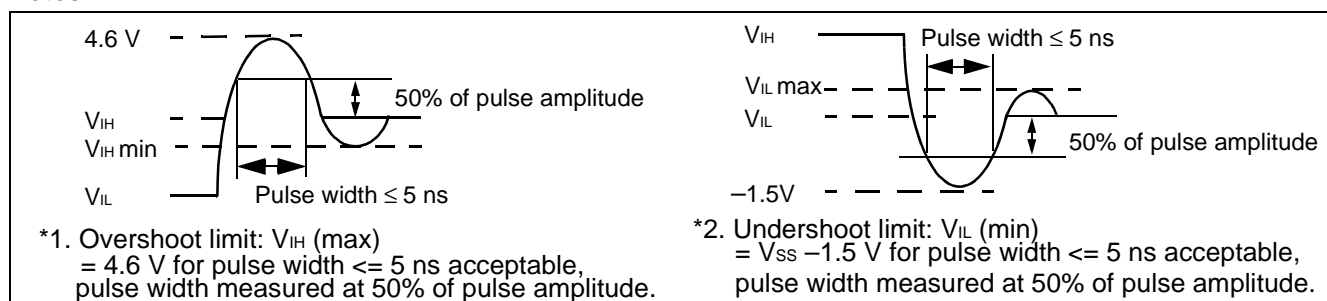 4.6 V
50% of pulse amplitude
VIH
VIH min
VIL
Pulse width ≤ 5 ns
*1. Overshoot limit: VIH (max)
= 4.6 V for pulse width <= 5 ns acceptable,
pulse width measured at 50% of pulse amplitude.
VIH
Pulse width ≤ 5 ns
VIL max
VIL
50% of pulse amplitude
–1.5V
*2. Undershoot limit: VIL (min)
= VSS –1.5 V for pulse width <= 5 ns acceptable,
pulse width measured at 50% of pulse amplitude.